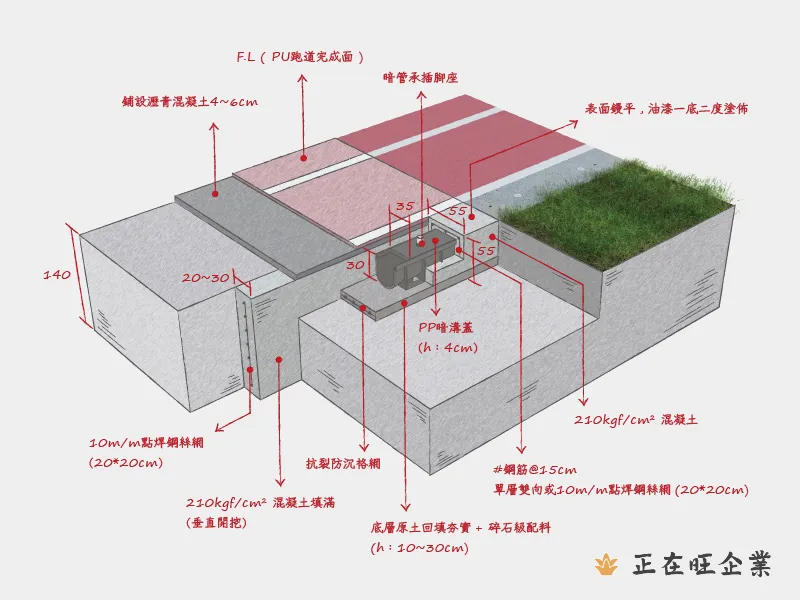 F.L ( PU跑道完成面 )
暗管承插腳座
鋪設瀝青混凝土4~6cm
表面鏝平，油漆一底二度塗佈
35
55
55
30
140
20~30
PP暗溝蓋
(h：4cm)
210kgf/cm² 混凝土
10m/m點焊鋼絲網
(20*20cm)
抗裂防沉格網
#鋼筋@15cm
單層雙向或10m/m點焊鋼絲網 (20*20cm)
210kgf/cm² 混凝土填滿
(垂直開挖)
底層原土回填夯實 + 碎石級配料
(h：10~30cm)
正在旺企業